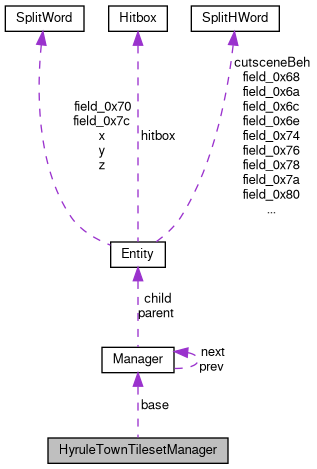 SplitWord
Hitbox
SplitHWord
cutsceneBeh
field_0x68
field_0x6a
field_0x6c
field_0x6e
field_0x74
field_0x76
field_0x78
field_0x7a
field_0x80
...
field_0x70
field_0x7c
x
y
z
hitbox
Entity
child
parent
Manager
next
prev
base
HyruleTownTilesetManager